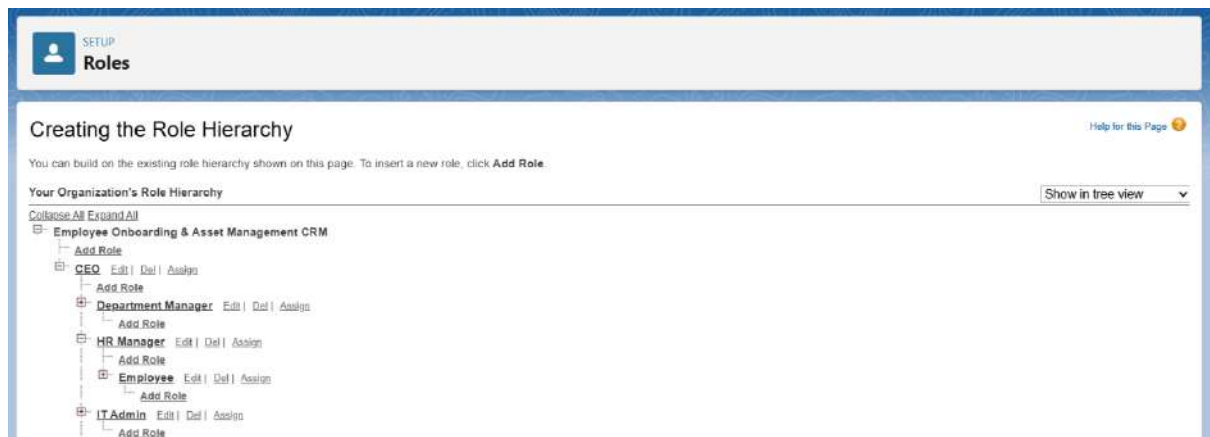 SETUP
Roles
Creating the Role Hierarchy
Help for this Page
You can build on the existing role hierarchy shown on this page. To insert a new role, click Add Role.
Your Organization's Role Hierarchy
Show in tree view
Collapse All Expand All
Employee Onboarding & Asset Management CRM
Add Role
CEO Edit | Del | Assign
Add Role
Department Manager Edit | Del | Assign
Add Role
HR Manager Edit | Del | Assign
Add Role
Employee Edit | Del | Assign
Add Role
IT Admin Edit | Del | Assign
Add Role